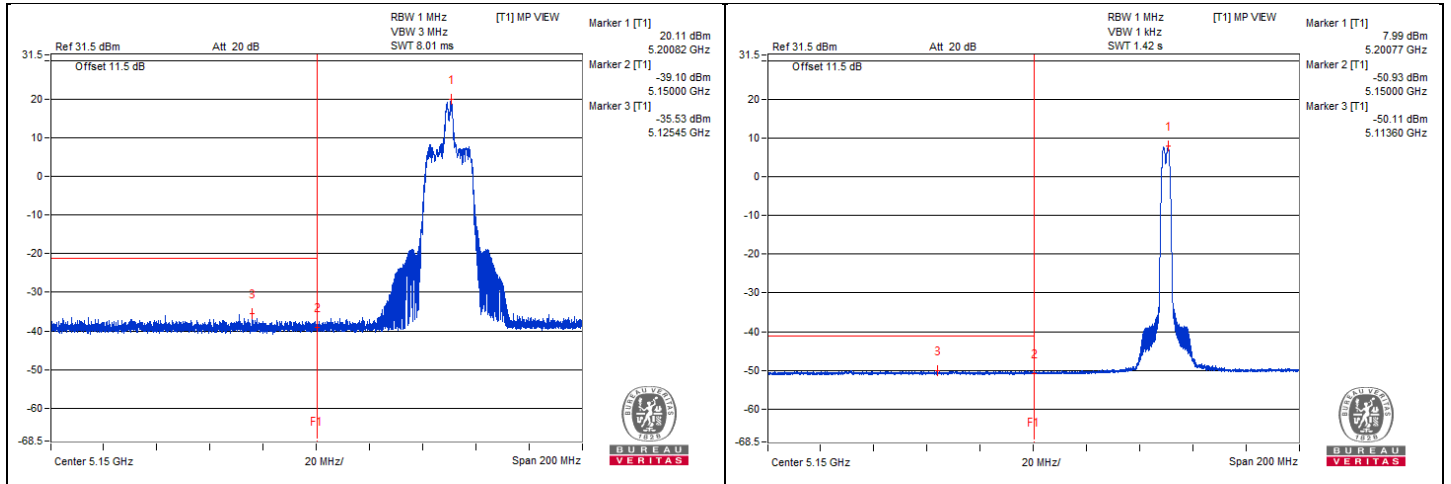 RBW 1 MHz [T1] MP VIEW
VBW 3 MHz
Ref 31.5 dBm Att 20 dB SWT 8.01 ms
Marker 1 [T1]
20.11 dBm
5.20082 GHz
Marker 2 [T1]
-39.10 dBm
5.15000 GHz
Marker 3 [T1]
-35.53 dBm
5.12545 GHz
31.5
Offset 11.5 dB
20
10
0
-10
-20
-30
-40
-50
-60
-68.5
1
2
3
F1
Center 5.15 GHz 20 MHz/ Span 200 MHz
BUREAU VERITAS
1828
BUREAU
VERITAS
RBW 1 MHz [T1] MP VIEW
VBW 1 kHz
Ref 31.5 dBm Att 20 dB SWT 1.42 s
Marker 1 [T1]
7.99 dBm
5.20077 GHz
Marker 2 [T1]
-50.93 dBm
5.15000 GHz
Marker 3 [T1]
-50.11 dBm
5.11360 GHz
31.5
Offset 11.5 dB
20
10
0
-10
-20
-30
-40
-50
-60
-68.5
1
2
3
F1
Center 5.15 GHz 20 MHz/ Span 200 MHz
BUREAU VERITAS
1828
BUREAU
VERITAS